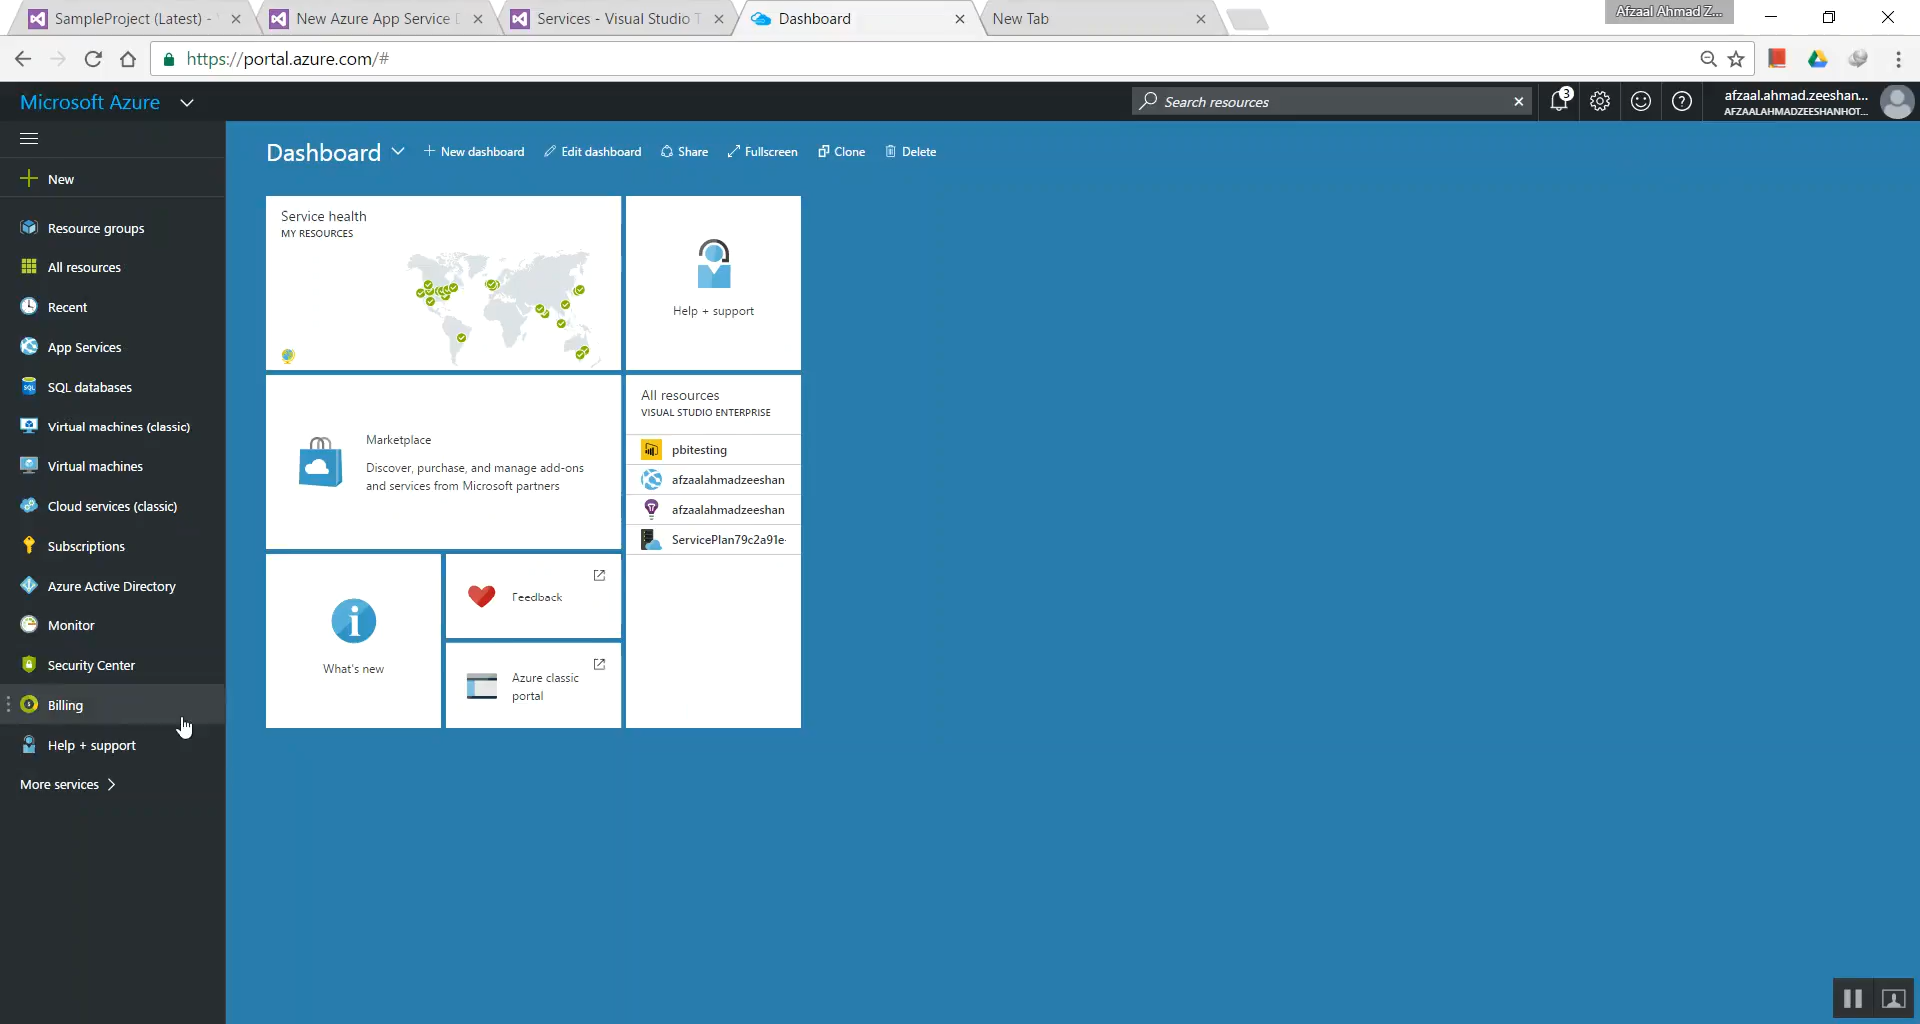 SampleProject (Latest) -
New Azure App Service D
Services - Visual Studio T
Dashboard
New Tab
Afzaal Ahmad Z...
https://portal.azure.com/#
Microsoft Azure
Search resources
3
afzaal.ahmad.zeeshan...
AFZAALAHMADZEESHANHOT...
New
Resource groups
All resources
Recent
App Services
SQL databases
Virtual machines (classic)
Virtual machines
Cloud services (classic)
Subscriptions
Azure Active Directory
Monitor
Security Center
Billing
Help + support
More services
Dashboard
New dashboard
Edit dashboard
Share
Fullscreen
Clone
Delete
Service health
MY RESOURCES
Help + support
Marketplace
Discover, purchase, and manage add-ons
and services from Microsoft partners
All resources
VISUAL STUDIO ENTERPRISE
pbitesting
afzaalahmadzeeshan
afzaalahmadzeeshan
ServicePlan79c2a91e-
What's new
Feedback
Azure classic
portal